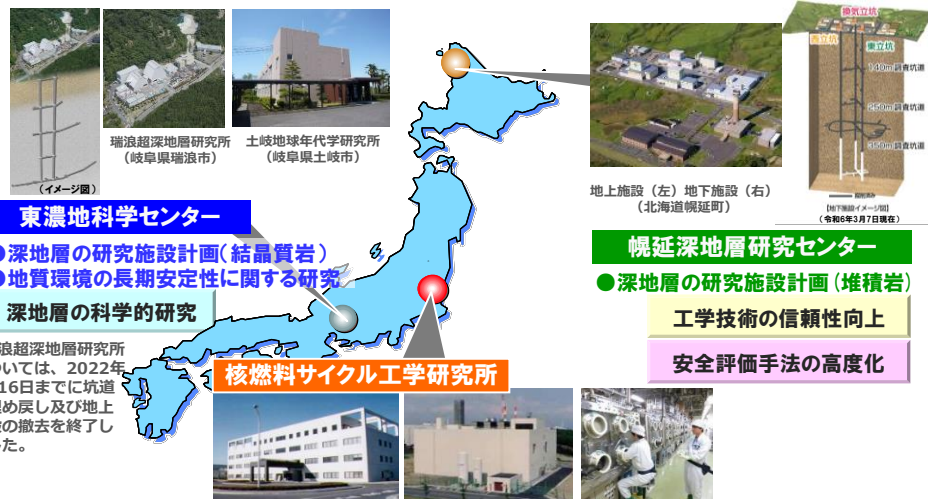 （イメージ図）
瑞浪超深地層研究所
（岐阜県瑞浪市）
土岐地球年代学研究所
（岐阜県土岐市）
東濃地科学センター
●深地層の研究施設計画（結晶質岩）
●地質環境の長期安定性に関する研究
深地層の科学的研究
浪超深地層研究所
ついては、2022年
16日までに坑道
埋め戻し及び地上
の撤去を終了し
た。
核燃料サイクル工学研究所
換気立坑
西立坑
東立坑
140m調査坑道
250m調査坑道
350m調査坑道
【地下施設イメージ図】
（令和6年3月7日現在）
地上施設（左）地下施設（右）
（北海道幌延町）
幌延深地層研究センター
●深地層の研究施設計画（堆積岩）
工学技術の信頼性向上
安全評価手法の高度化